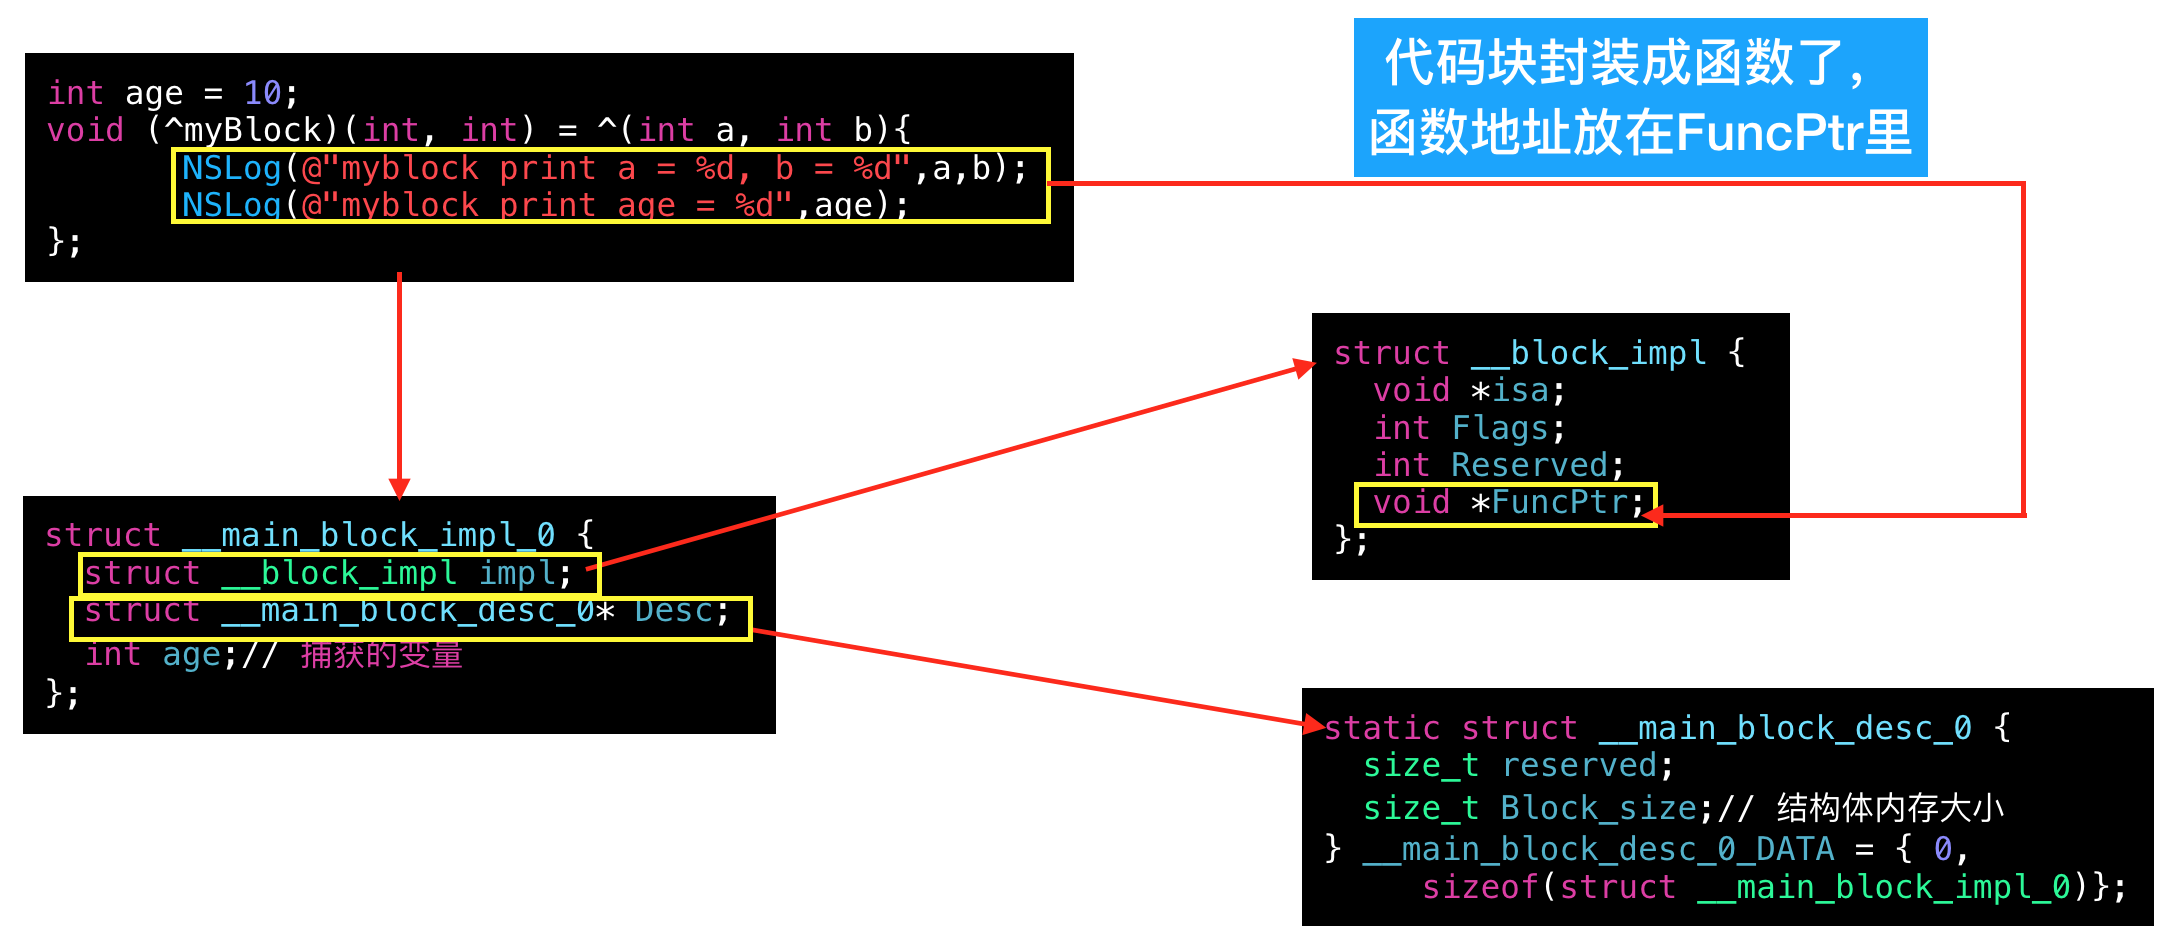 int age = 10;
void (^myBlock)(int, int) = ^(int a, int b){
NSLog(@"myblock print a = %d, b = %d",a,b);
NSLog(@"myblock print age = %d",age);
};
代码块封装成函数了,
函数地址放在FuncPtr里
struct __block_impl {
void *isa;
int Flags;
int Reserved;
void *FuncPtr;
};
struct __main_block_impl_0 {
struct __block_impl impl;
struct __main_block_desc_0* Desc;
int age;// 捕获的变量
};
static struct __main_block_desc_0 {
size_t reserved;
size_t Block_size;// 结构体内存大小
} __main_block_desc_0_DATA = { 0,
sizeof(struct __main_block_impl_0)};